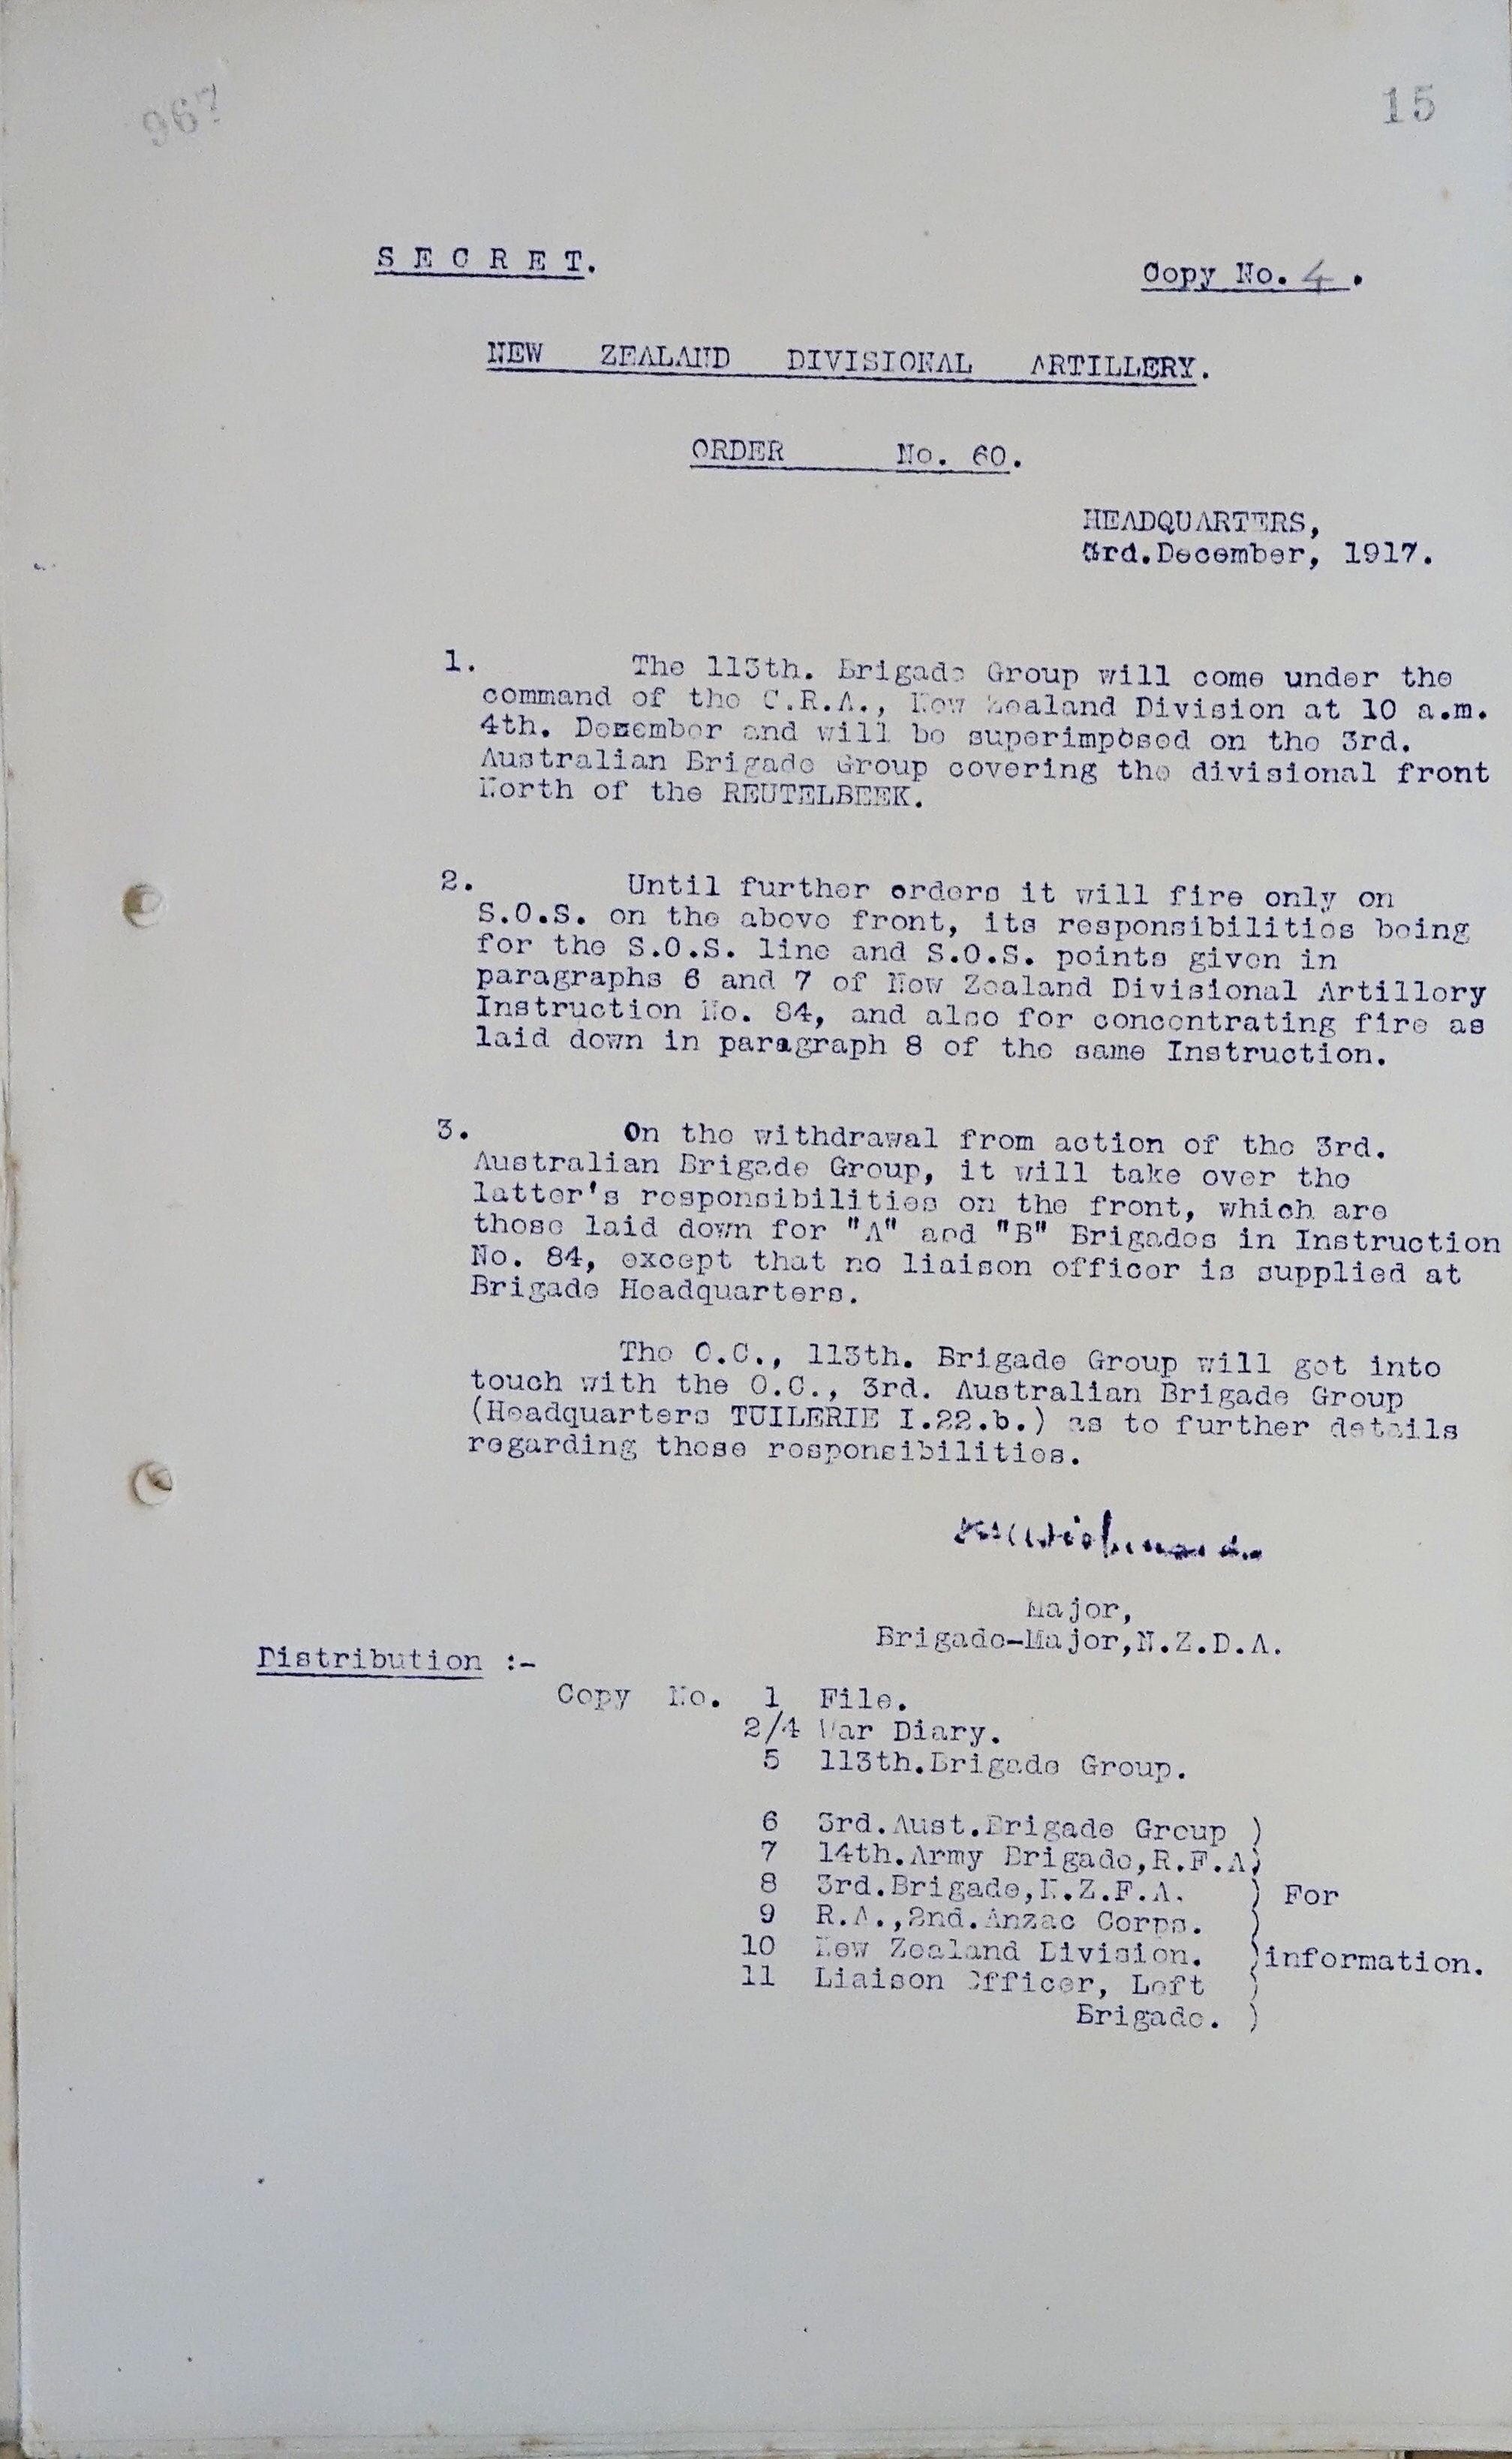 15
S E C R E T.
Copy No. 4 .
NEW ZEALAND DIVISIONAL ARTILLERY.
ORDER No. 60.
HEADQUARTERS,
3rd.December, 1917.
1. The 113th. Brigade Group will come under the
command of the C.R.A., New Zealand Division at 10 a.m.
4th. December and will be superimposed on the 3rd.
Australian Brigade Group covering the divisional front
North of the REUTELBEEK.
2. Until further orders it will fire only on
S.O.S. on the above front, its responsibilities being
for the S.O.S. line and S.O.S. points given in
paragraphs 6 and 7 of New Zealand Divisional Artillery
Instruction No. 84, and also for concentrating fire as
laid down in paragraph 8 of the same Instruction.
3. On the withdrawal from action of the 3rd.
Australian Brigade Group, it will take over the
latter's responsibilities on the front, which are
those laid down for "A" and "B" Brigades in Instruction
No. 84, except that no liaison officer is supplied at
Brigade Headquarters.
The O.C., 113th. Brigade Group will get into
touch with the O.C., 3rd. Australian Brigade Group
(Headquarters TUILERIE I.22.b.) as to further details
regarding these responsibilities.
Major,
Brigade-Major,N.Z.D.A.
Distribution :-
Copy No. 1 File.
2/4 War Diary.
5 113th.Brigade Group.
6 3rd.Aust.Brigade Group )
7 14th.Army Brigade,R.F.A)
8 3rd.Brigade,N.Z.F.A. ) For
9 R.A.,2nd.Anzac Corps. )
10 New Zealand Division. )information.
11 Liaison Officer, Left )
Brigade. )